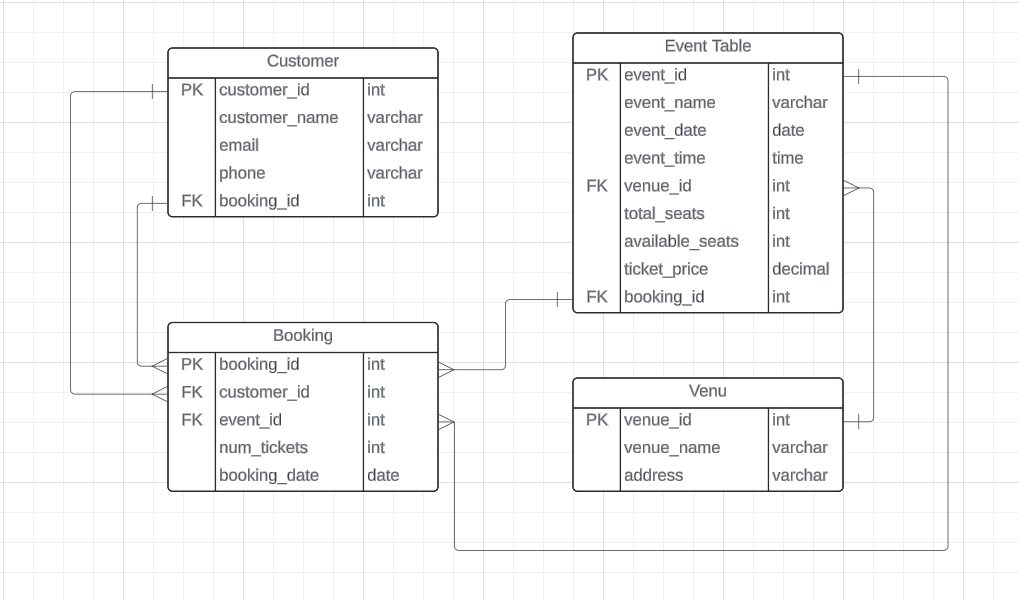 Customer
PK customer_id int
customer_name varchar
email varchar
phone varchar
FK booking_id int
Event Table
PK event_id int
event_name varchar
event_date date
event_time time
FK venue_id int
total_seats int
available_seats int
ticket_price decimal
FK booking_id int
Booking
PK booking_id int
FK customer_id int
FK event_id int
num_tickets int
booking_date date
Venu
PK venue_id int
venue_name varchar
address varchar